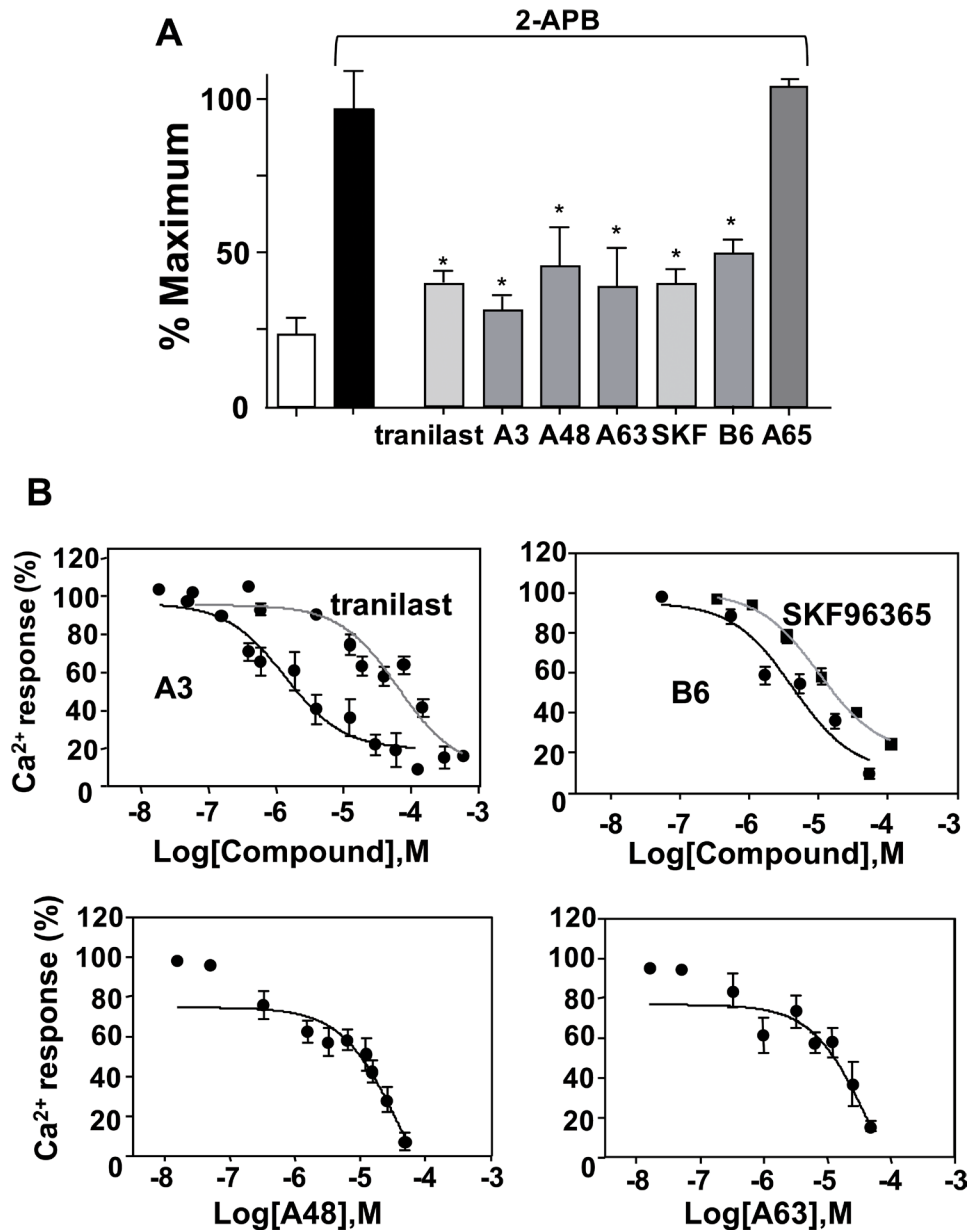 A
2-APB
% Maximum
100
50
0
*
*
*
*
*
*
tranilast A3 A48 A63 SKF B6 A65
B
Ca²⁺ response (%)
120
100
80
60
40
20
0
tranilast
A3
-8 -7 -6 -5 -4 -3
Log[Compound],M
120
100
80
60
40
20
0
SKF96365
B6
-8 -7 -6 -5 -4 -3
Log[Compound],M
Ca²⁺ response (%)
120
100
80
60
40
20
0
-8 -7 -6 -5 -4 -3
Log[A48],M
120
100
80
60
40
20
0
-8 -7 -6 -5 -4 -3
Log[A63],M